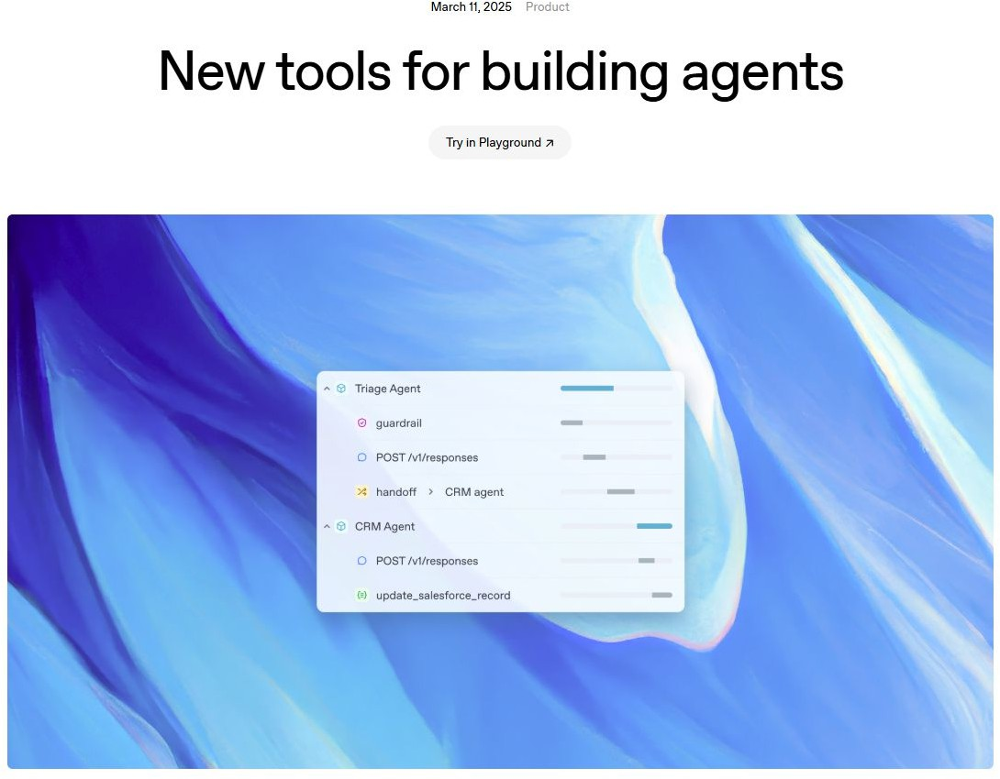 March 11, 2025 Product
New tools for building agents
Try in Playground ↗
Triage Agent
guardrail
POST /v1/responses
handoff > CRM agent
CRM Agent
POST /v1/responses
update_salesforce_record